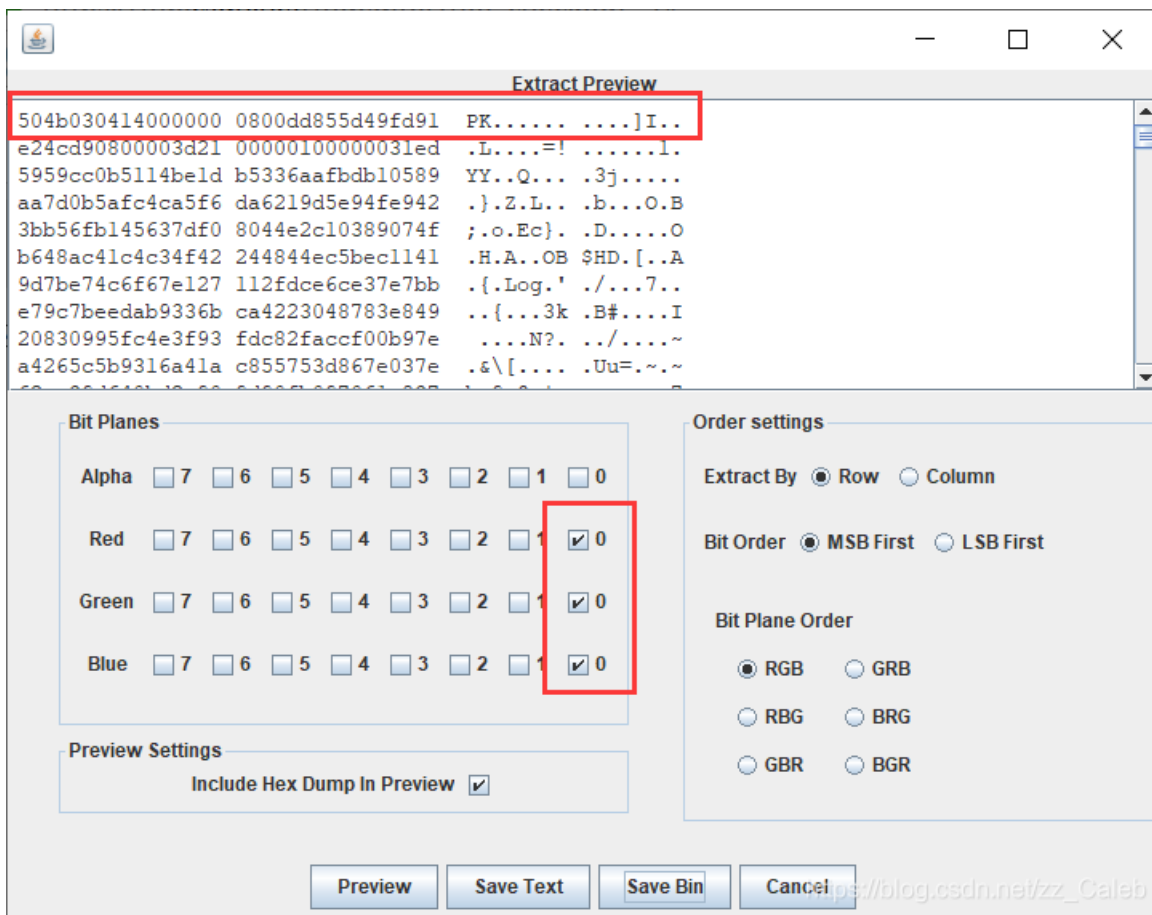 Extract Preview
504b030414000000 0800dd855d49fd91 PK...... ....]I..
e24cd90800003d21 00000100000031ed .L....=! ......1.
5959cc0b5114be1d b5336aafbdb10589 YY..Q... .3j.....
aa7d0b5afc4ca5f6 da6219d5e94fe942 .}.Z.L.. .b...O.B
3bb56fb145637df0 8044e2c10389074f ;.o.Ec}. .D.....O
b648ac41c4c34f42 244844ec5bec1141 .H.A..OB $HD.[..A
9d7be74c6f67e127 112fdce6ce37e7bb .{.Log.' ./...7..
e79c7beedab9336b ca4223048783e849 ..{...3k .B#....I
20830995fc4e3f93 fdc82faccf00b97e ....N?. ../....~
a4265c5b9316a41a c855753d867e037e .&\[.... .Uu=.~.~
Bit Planes
Order settings
Alpha 7 6 5 4 3 2 1 0
Extract By Row Column
Red 7 6 5 4 3 2 1 0
Bit Order MSB First LSB First
Green 7 6 5 4 3 2 1 0
Bit Plane Order
Blue 7 6 5 4 3 2 1 0
RGB GRB
RBG BRG
GBR BGR
Preview Settings
Include Hex Dump In Preview
Preview Save Text Save Bin Cancel
https://blog.csdn.net/zz_Caleb